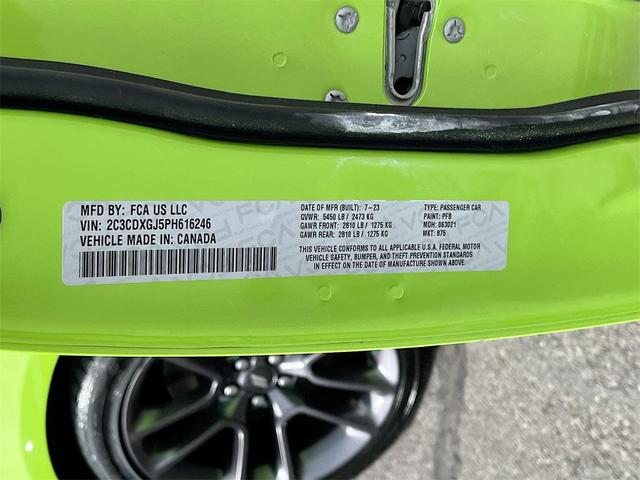 MFD BY: FCA US LLC
VIN: 2C3CDXGJ5PH616246
VEHICLE MADE IN: CANADA
DATE OF MFR (BUILT): 7-23
GVWR: 5450 LB / 2473 KG
GAWR FRONT: 2810 LB / 1275 KG
GAWR REAR: 2810 LB / 1275 KG
TYPE: PASSENGER CAR
PAINT: PFB
MDH: 063021
MKT: 875
THIS VEHICLE CONFORMS TO ALL APPLICABLE U.S.A. FEDERAL MOTOR
VEHICLE SAFETY, BUMPER, AND THEFT PREVENTION STANDARDS
IN EFFECT ON THE DATE OF MANUFACTURE SHOWN ABOVE.